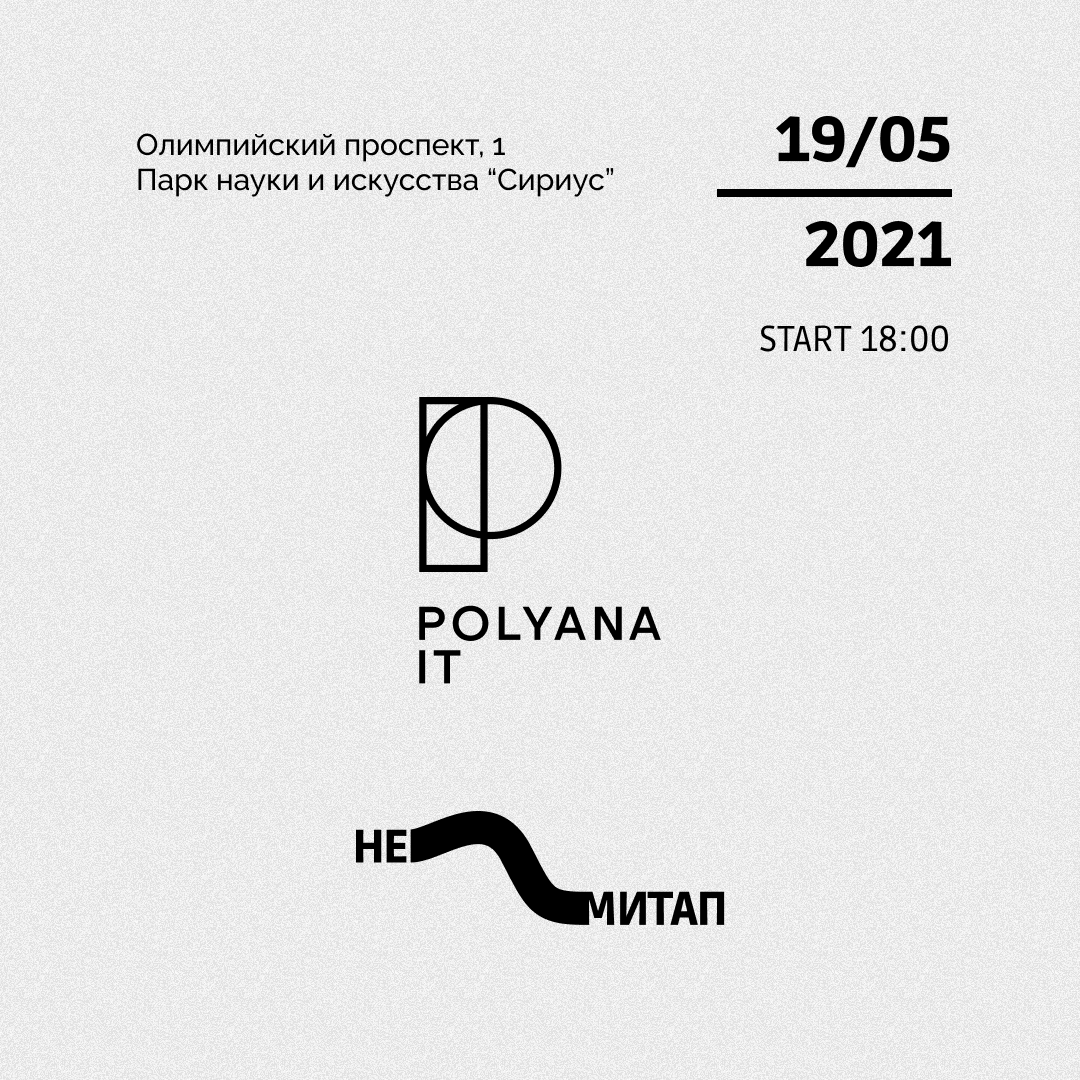 Олимпийский проспект, 1
Парк науки и искусства “Сириус”
19/05
2021
START 18:00
POLYANA
IT
НЕ
МИТАП